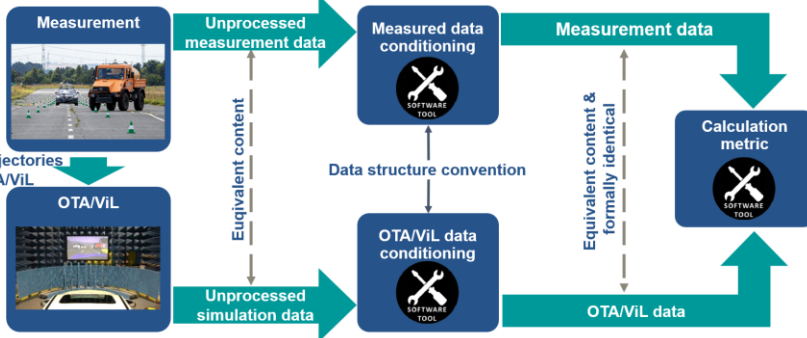 Measurement
Unprocessed
measurement data
Measured data
conditioning
SOFTWARE
TOOL
Measurement data
Euqivalent content
Data structure convention
Equivalent content &
formally identical
Calculation
metric
SOFTWARE
TOOL
OTA/ViL
Unprocessed
simulation data
OTA/ViL data
conditioning
SOFTWARE
TOOL
OTA/ViL data